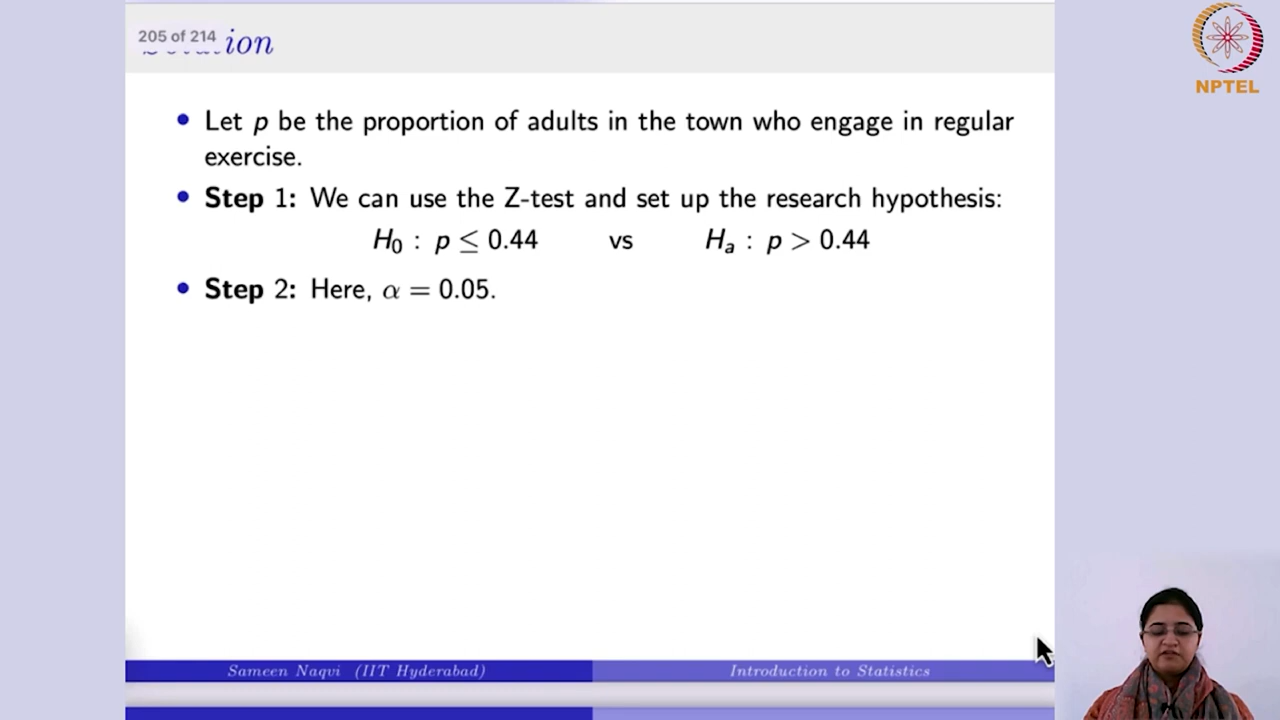 205 of 214
NPTEL
• Let p be the proportion of adults in the town who engage in regular
exercise.
• Step 1: We can use the Z-test and set up the research hypothesis:
H₀ : p ≤ 0.44 vs Hₐ : p > 0.44
• Step 2: Here, α = 0.05.
Sameen Naqvi (IIT Hyderabad) Introduction to Statistics